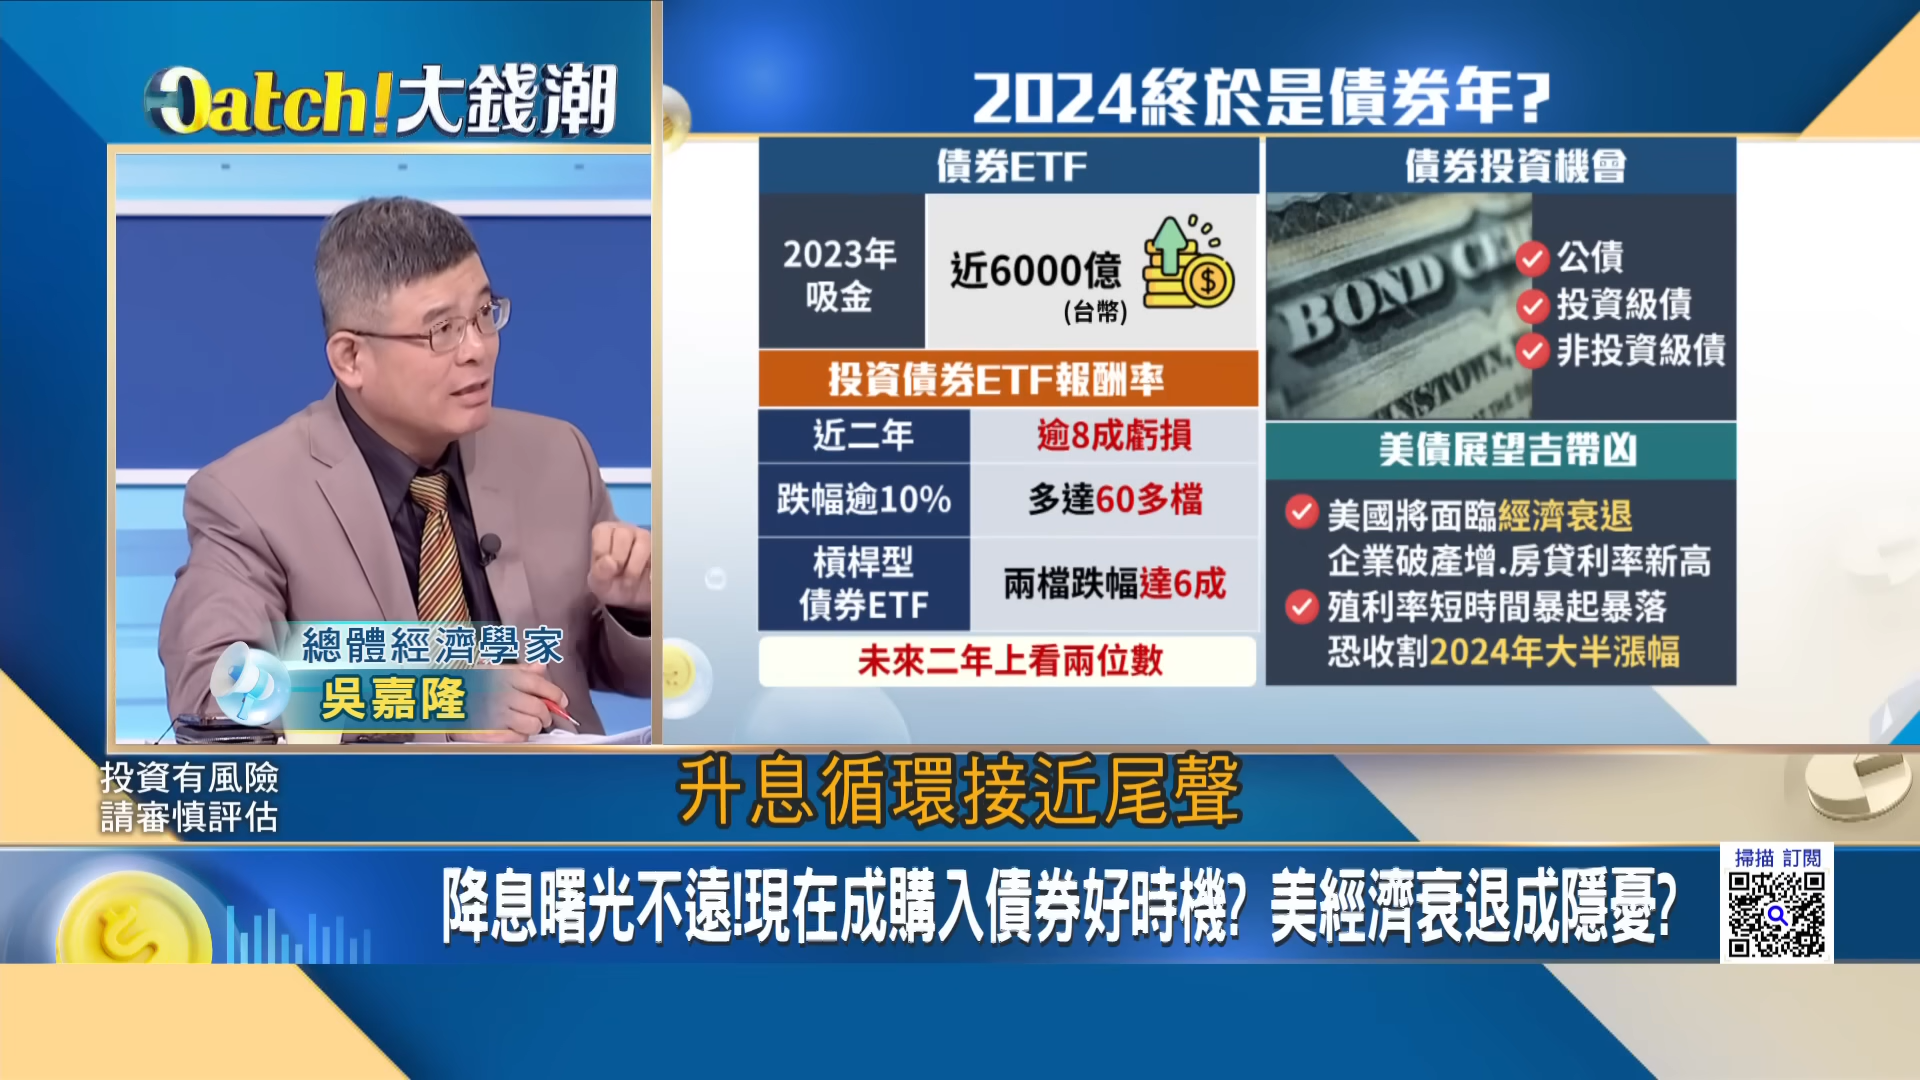 Catch!大錢潮
2024終於是債券年?
債券ETF
2023年
吸金
近6000億
(台幣)
投資債券ETF報酬率
近二年
逾8成虧損
跌幅逾10%
多達60多檔
槓桿型
債券ETF
兩檔跌幅達6成
未來二年上看兩位數
債券投資機會
BOND CE
公債
投資級債
非投資級債
美債展望吉帶凶
美國將面臨經濟衰退
企業破產增.房貸利率新高
殖利率短時間暴起暴落
恐收割2024年大半漲幅
總體經濟學家
吳嘉隆
投資有風險
請審慎評估
升息循環接近尾聲
降息曙光不遠!現在成購入債券好時機? 美經濟衰退成隱憂?
掃描 訂閱